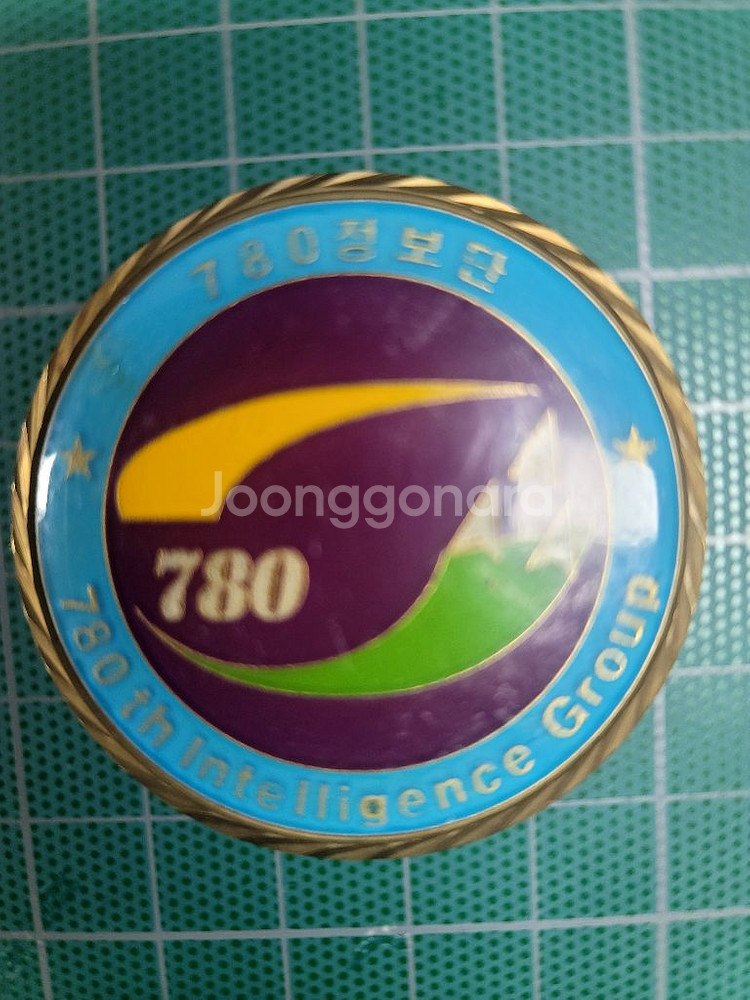 780정보단
Joonggonara
780
780th Intelligence Group